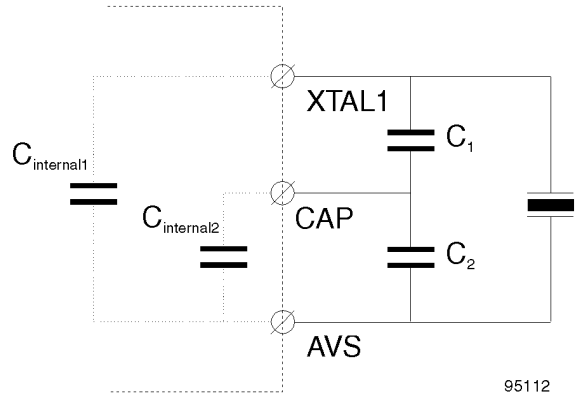 XTAL1
C1
Cinternal1
Cinternal2
CAP
C2
AVS
95112